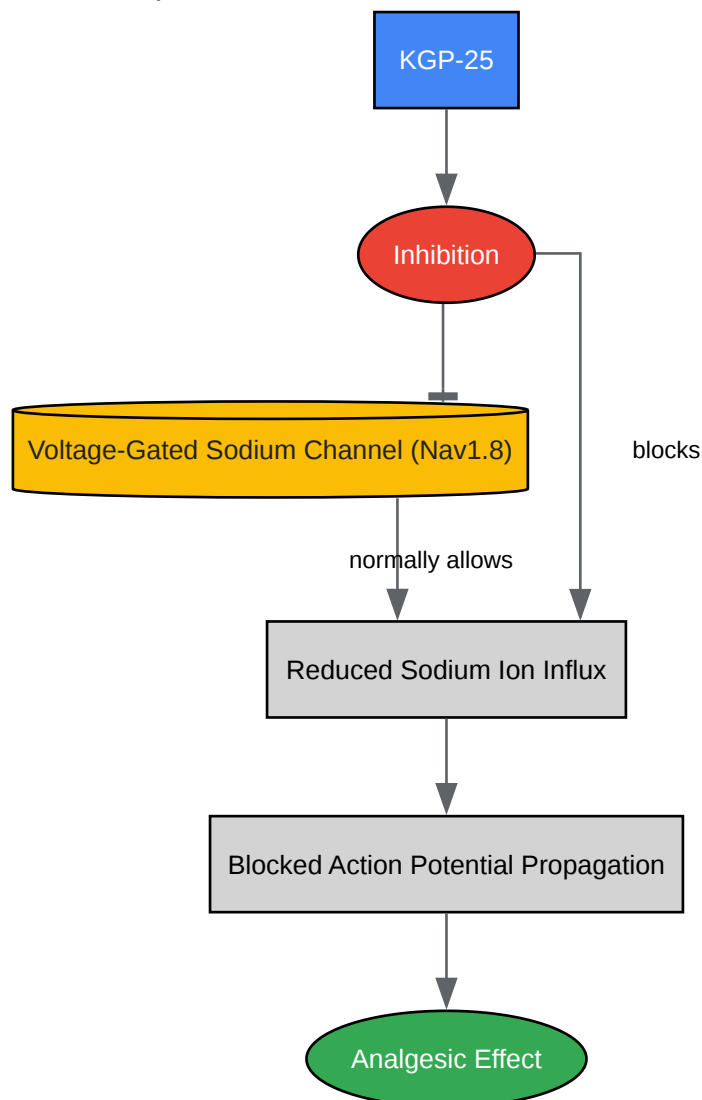 KGP-25
Inhibition
Voltage-Gated Sodium Channel (Nav1.8)
blocks
normally allows
Reduced Sodium Ion Influx
Blocked Action Potential Propagation
Analgesic Effect